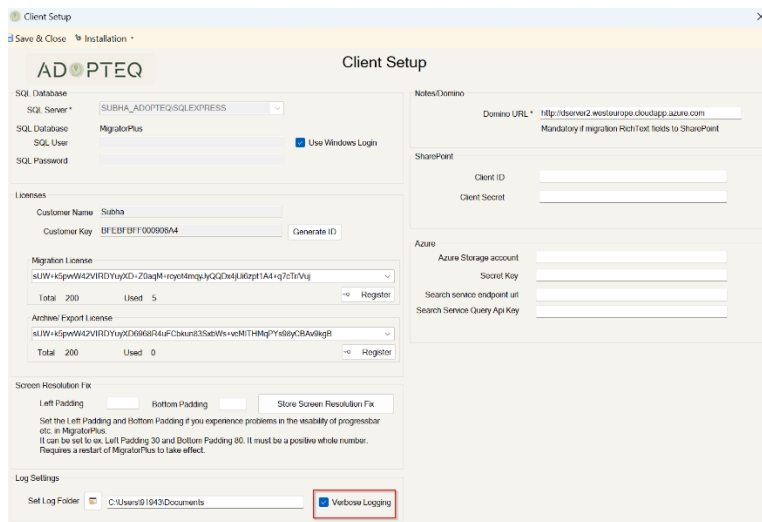 Client Setup
Save & Close Installation
ADOPTEQ
Client Setup
SQL Database
SQL Server* SUBHA_ADOPTEQ\SQLEXPRESS
SQL Database MigratorPlus
SQL User
Use Windows Login
SQL Password
Licenses
Customer Name Subha
Customer Key BFEBFBFF000906A4 Generate ID
Migration License
Total 200 Used 5 Register
Archive/ Export License
Total 200 Used 0 Register
Screen Resolution Fix
Left Padding Bottom Padding Store Screen Resolution Fix
Set the Left Padding and Bottom Padding if you experience problems in the visability of progressbar
etc. in MigratorPlus.
It can be set to ex. Left Padding 30 and Bottom Padding 80. It must be a positive whole number.
Requires a restart of MigratorPlus to take effect.
Log Settings
Set Log Folder C:\Users\91943\Documents Verbose Logging
Notes/Domino
Domino URL * http://dserver2.westeurope.cloudapp.azure.com
Mandatory if migration RichText fields to SharePoint
SharePoint
Client ID
Client Secret
Azure
Azure Storage account
Secret Key
Search service endpoint url
Search Service Query Api Key